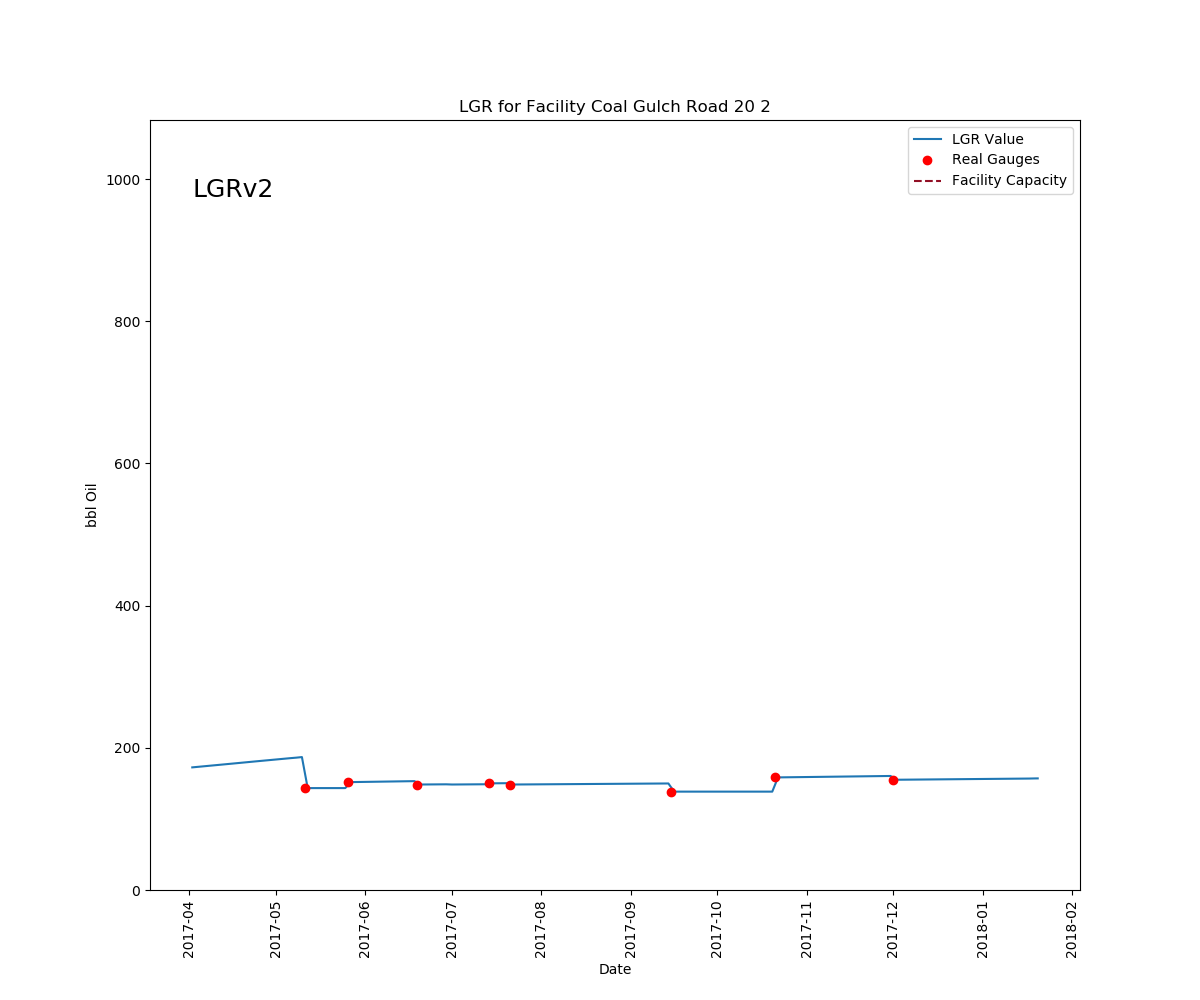 LGR for Facility Coal Gulch Road 20 2
LGRv2
LGR Value
Real Gauges
Facility Capacity
1000
800
600
400
200
0
bbl Oil
2017-04
2017-05
2017-06
2017-07
2017-08
2017-09
2017-10
2017-11
2017-12
2018-01
2018-02
Date